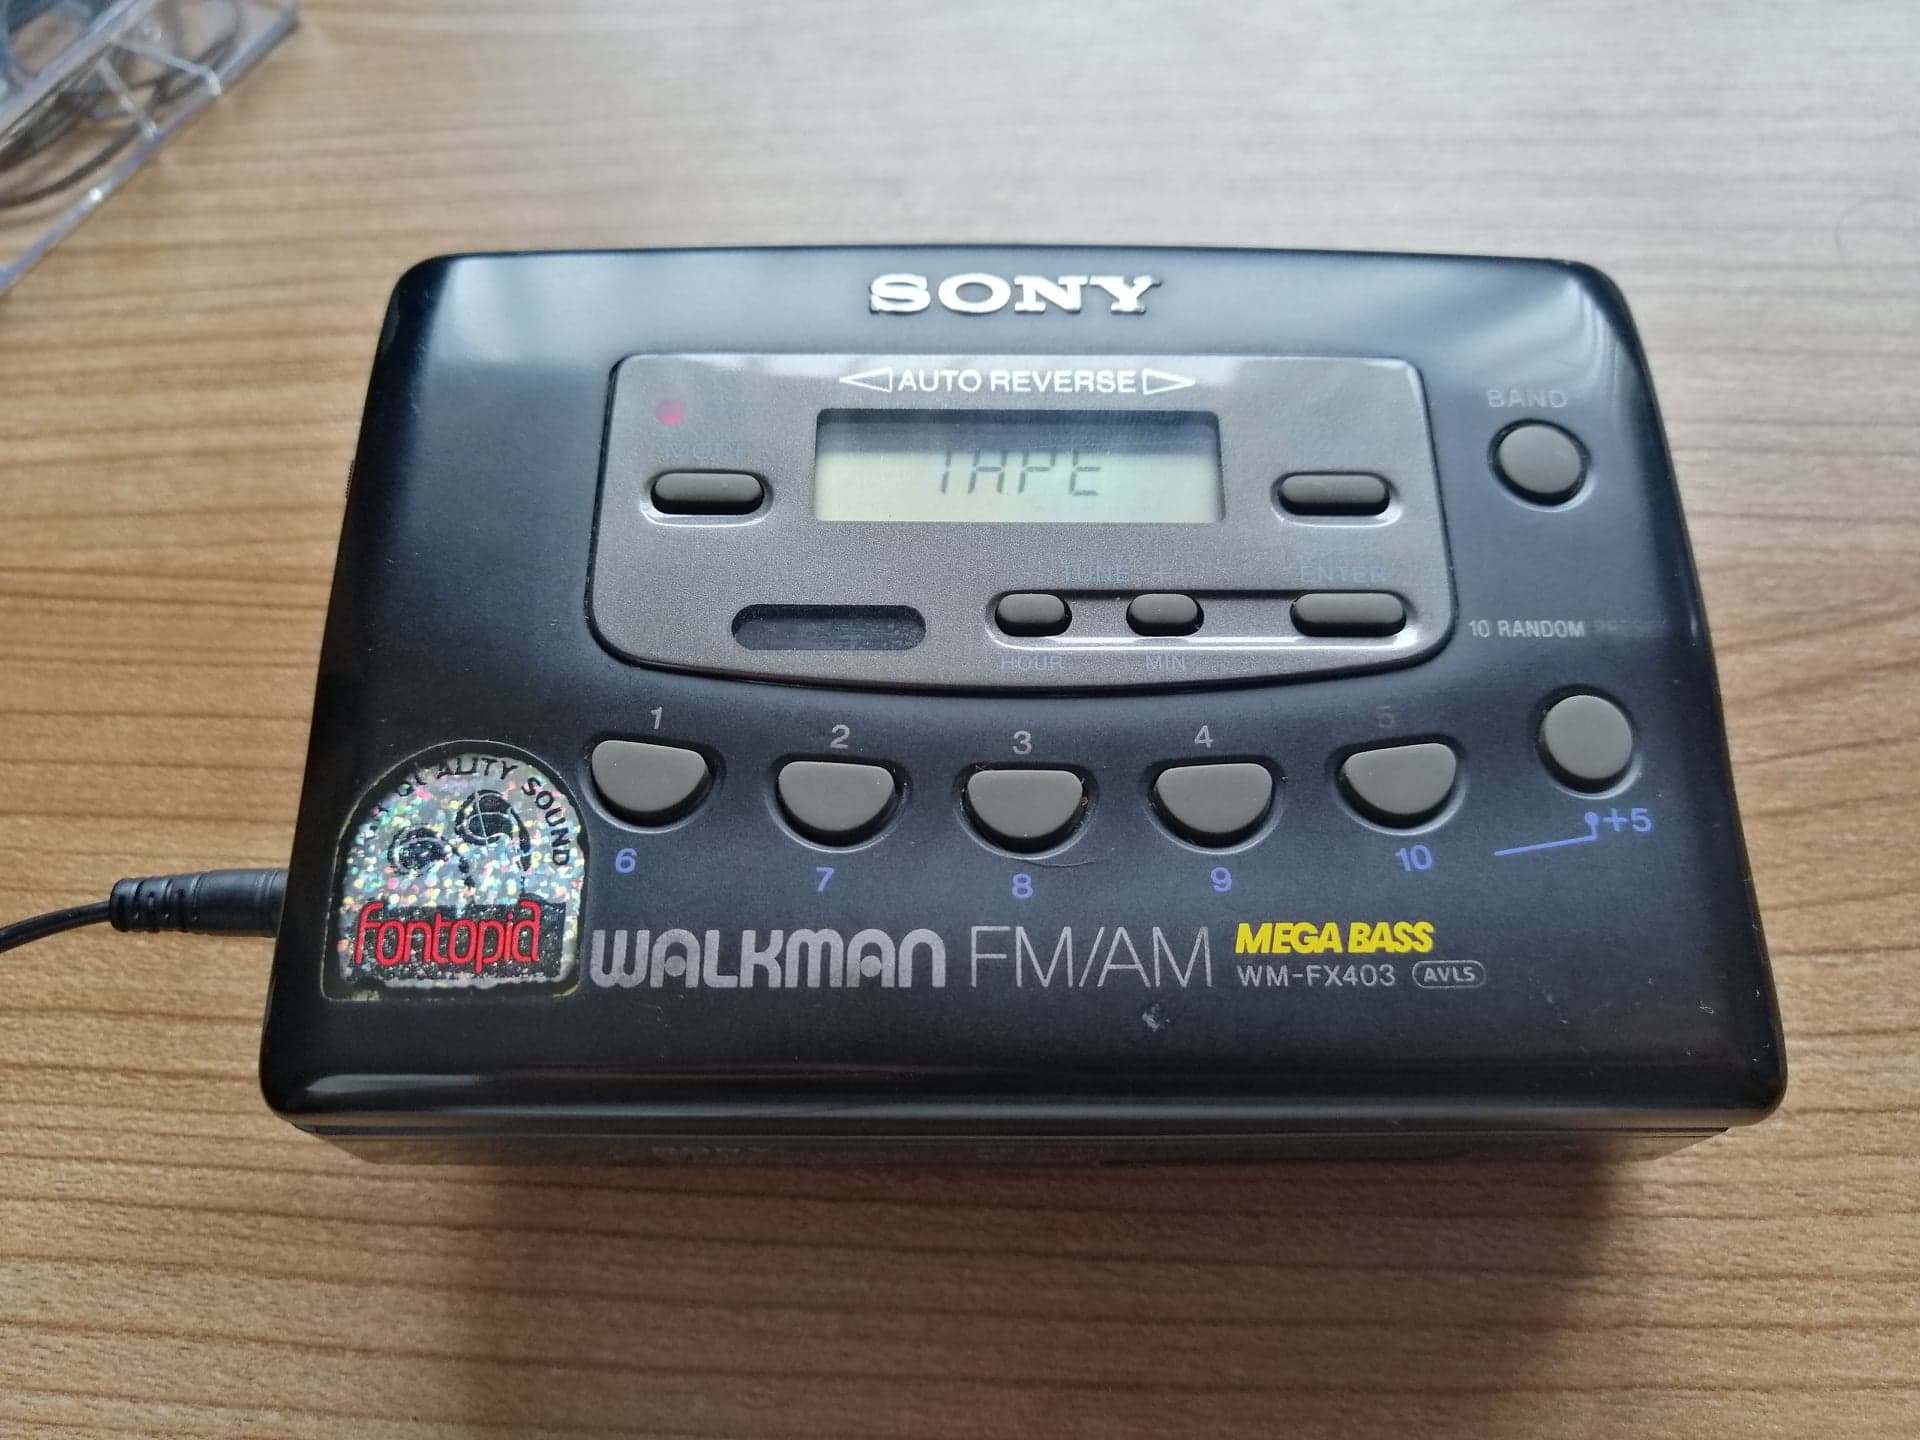 SONY
AUTO REVERSE
BAND
TAPE
- TUNE +
ENTER
HOUR MIN
10 RANDOM
1 2 3 4 5
+5
6 7 8 9 10
QUALITY SOUND
fontopia
WALKMAN FM/AM
MEGA BASS
WM-FX403 AVLS